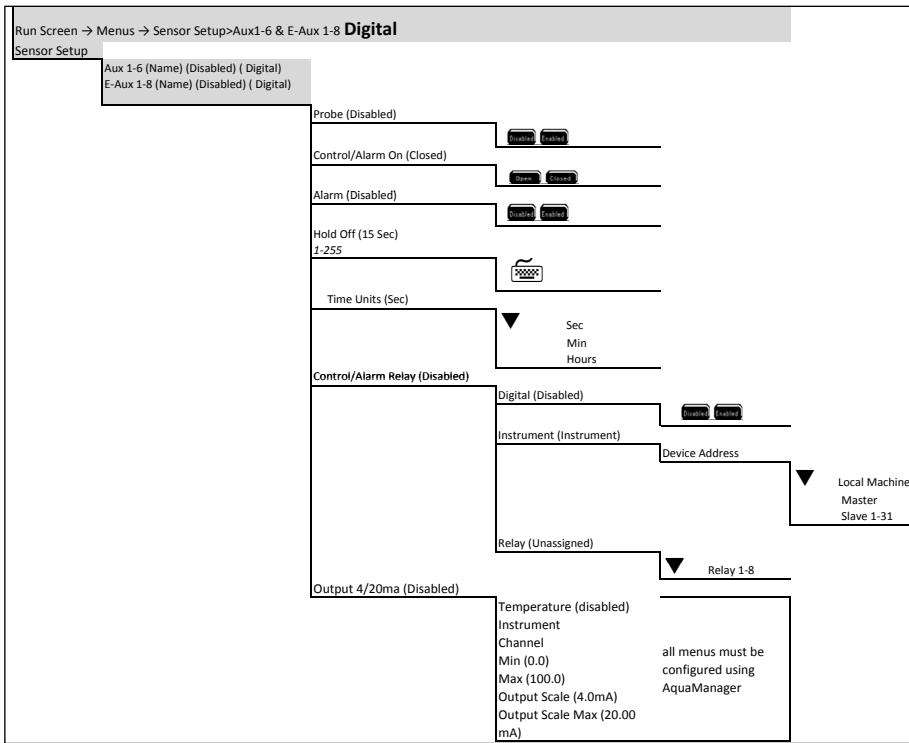 Run Screen → Menus → Sensor Setup>Aux1-6 & E-Aux 1-8 Digital
Sensor Setup
Aux 1-6 (Name) (Disabled) ( Digital)
E-Aux 1-8 (Name) (Disabled) ( Digital)
Probe (Disabled)
Disabled Enabled
Control/Alarm On (Closed)
Open Closed
Alarm (Disabled)
Disabled Enabled
Hold Off (15 Sec)
1-255
Time Units (Sec)
Sec
Min
Hours
Control/Alarm Relay (Disabled)
Digital (Disabled)
Disabled Enabled
Instrument (Instrument)
Device Address
Local Machine
Master
Slave 1-31
Relay (Unassigned)
Relay 1-8
Output 4/20ma (Disabled)
Temperature (disabled)
Instrument
Channel
Min (0.0)
Max (100.0)
Output Scale (4.0mA)
Output Scale Max (20.00
mA)
all menus must be
configured using
AquaManager